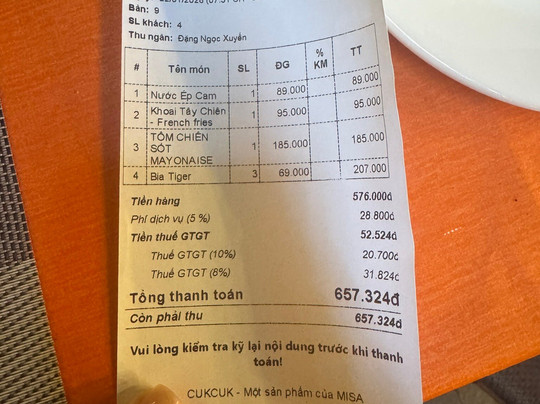 Bàn: 9
SL khách: 4
Thu ngân: Đặng Ngọc Xuyến
# Tên món SL ĐG % KM TT
1 Nước Ép Cam 1 89.000 89.000
2 Khoai Tây Chiên - French fries 1 95.000 95.000
3 TÔM CHIÊN SỐT MAYONAISE 1 185.000 185.000
4 Bia Tiger 3 69.000 207.000
Tiền hàng 576.000đ
Phí dịch vụ (5 %) 28.800đ
Tiền thuế GTGT 52.524đ
Thuế GTGT (10%) 20.700đ
Thuế GTGT (8%) 31.824đ
Tổng thanh toán 657.324đ
Còn phải thu 657.324đ
Vui lòng kiểm tra kỹ lại nội dung trước khi thanh
toán!
CUKCUK - Một sản phẩm của MISA